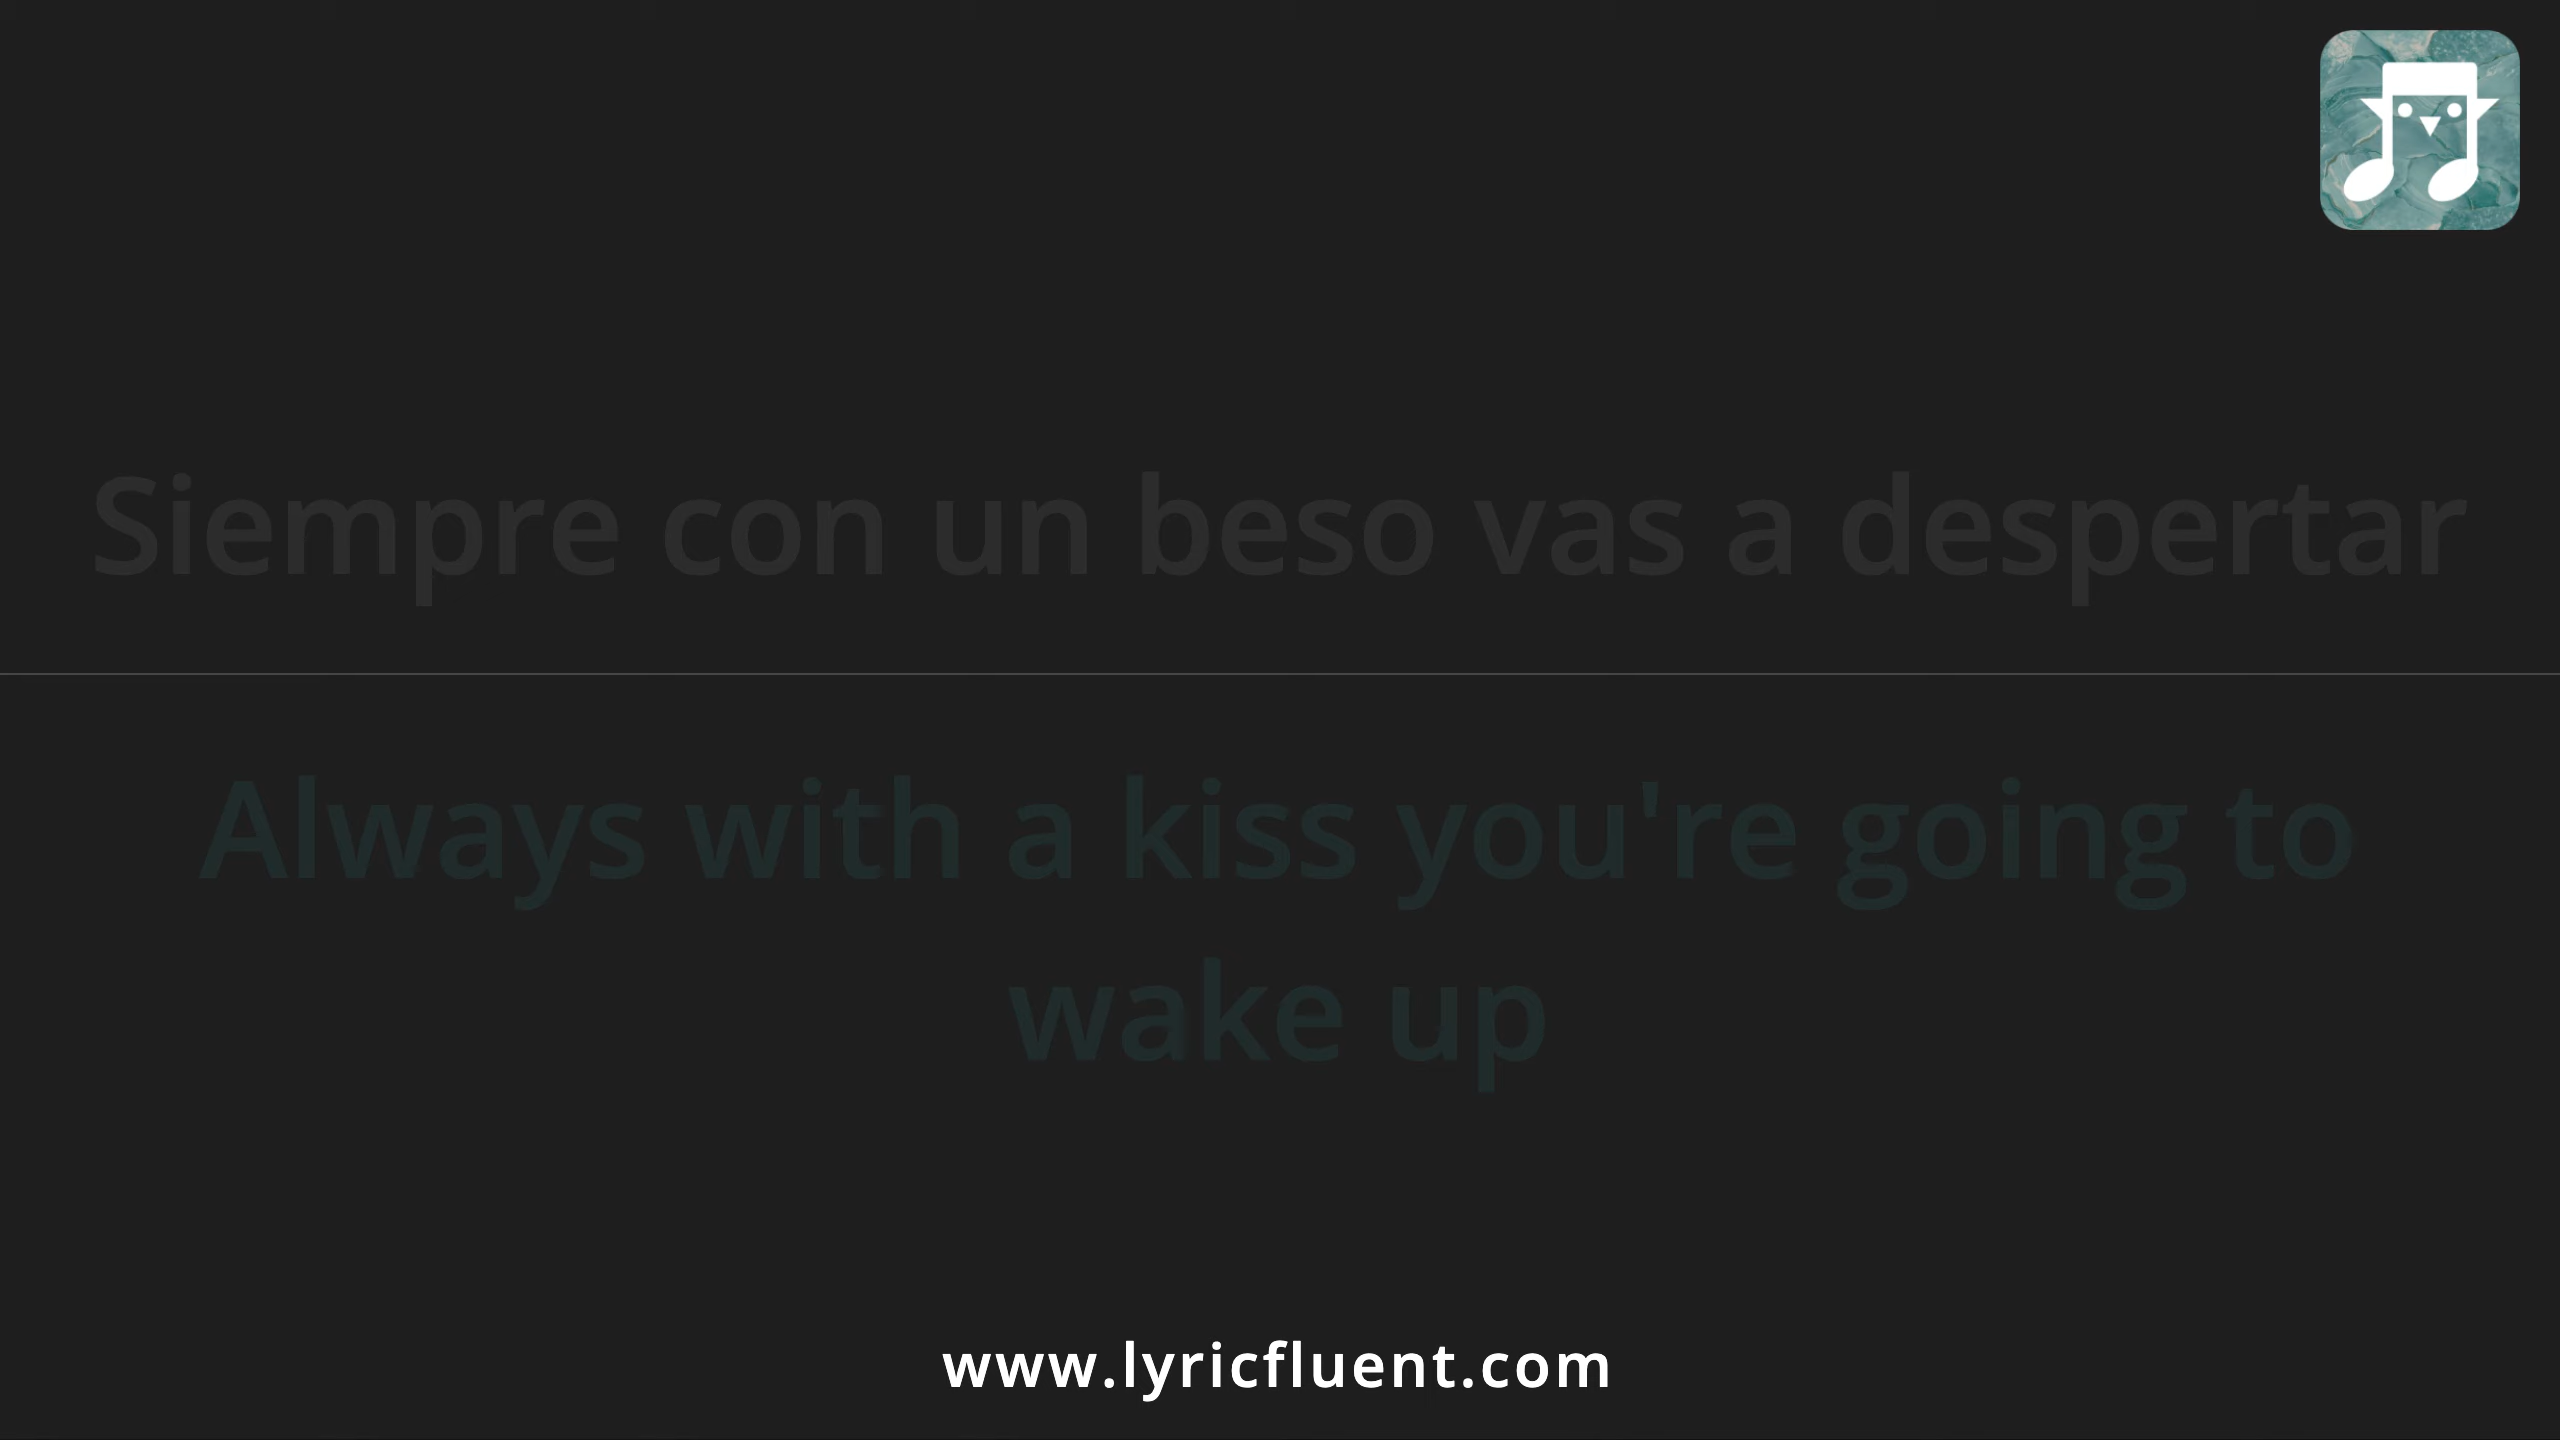 Siempre con un beso vas a despertar
Always with a kiss you're going to
wake up
www.lyricfluent.com